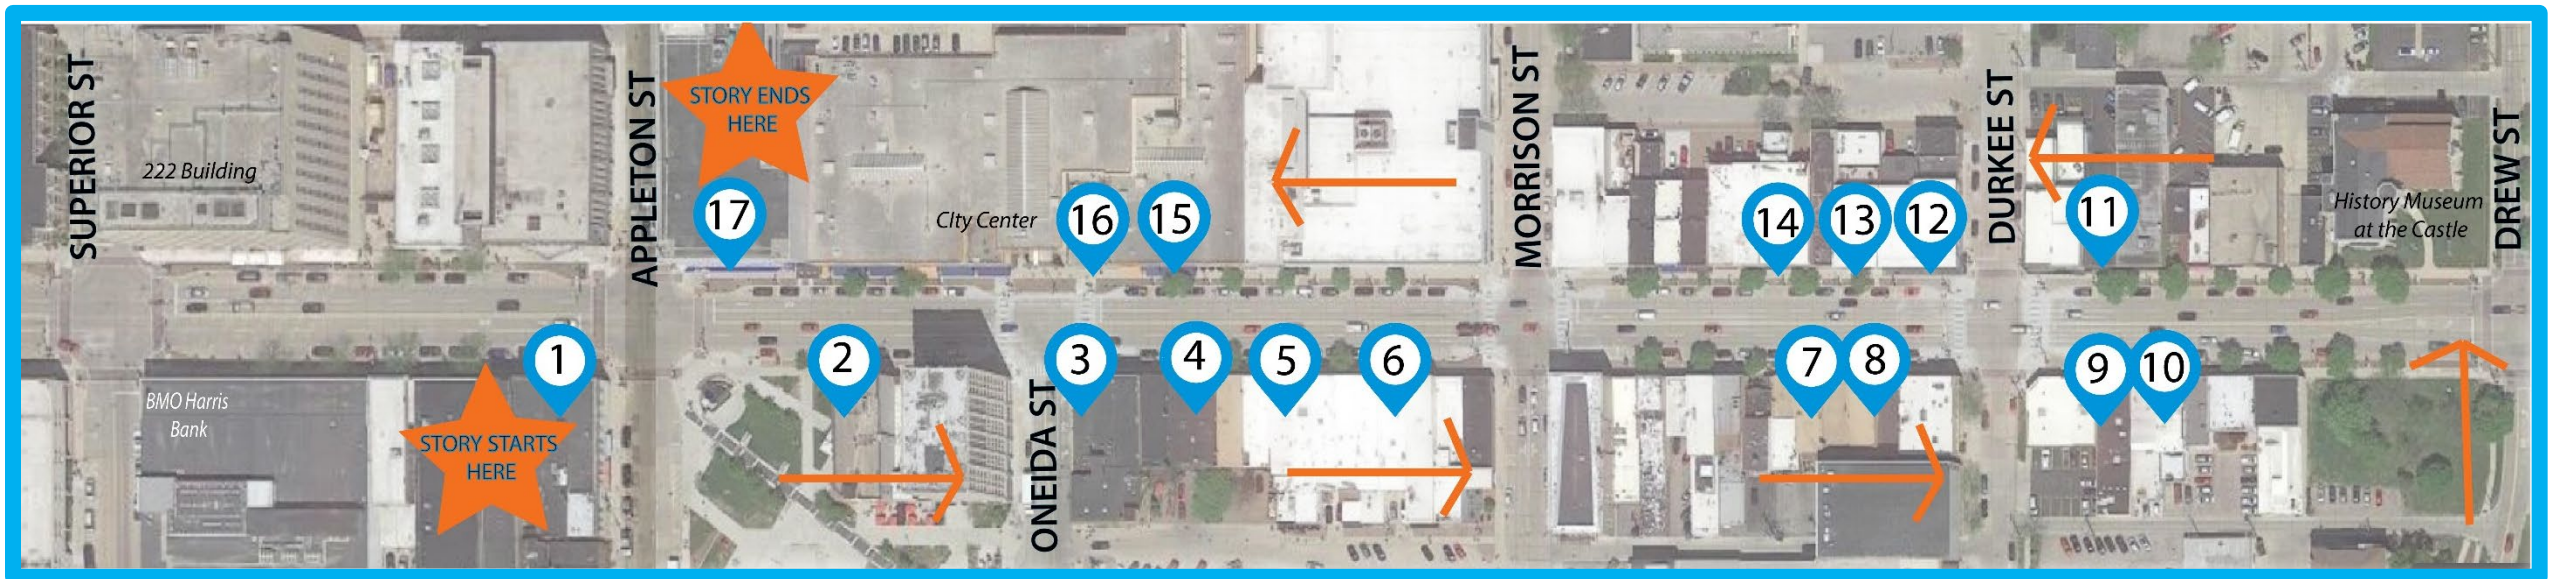 SUPERIOR ST
222 Building
APPLETON ST
STORY ENDS
HERE
17
CIty Center
16
15
MORRISON ST
14
13
12
DURKEE ST
11
History Museum
at the Castle
DREW ST
BMO Harris
Bank
STORY STARTS
HERE
1
2
ONEIDA ST
3
4
5
6
7
8
9
10